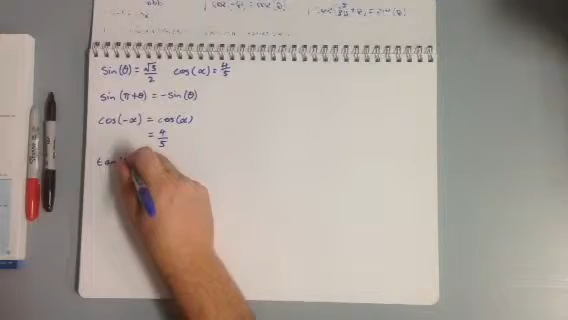 sin(θ) = √3/2 cos(α) = 4/5
sin(π+θ) = -sin(θ)
cos(-α) = cos(α)
= 4/5
tan